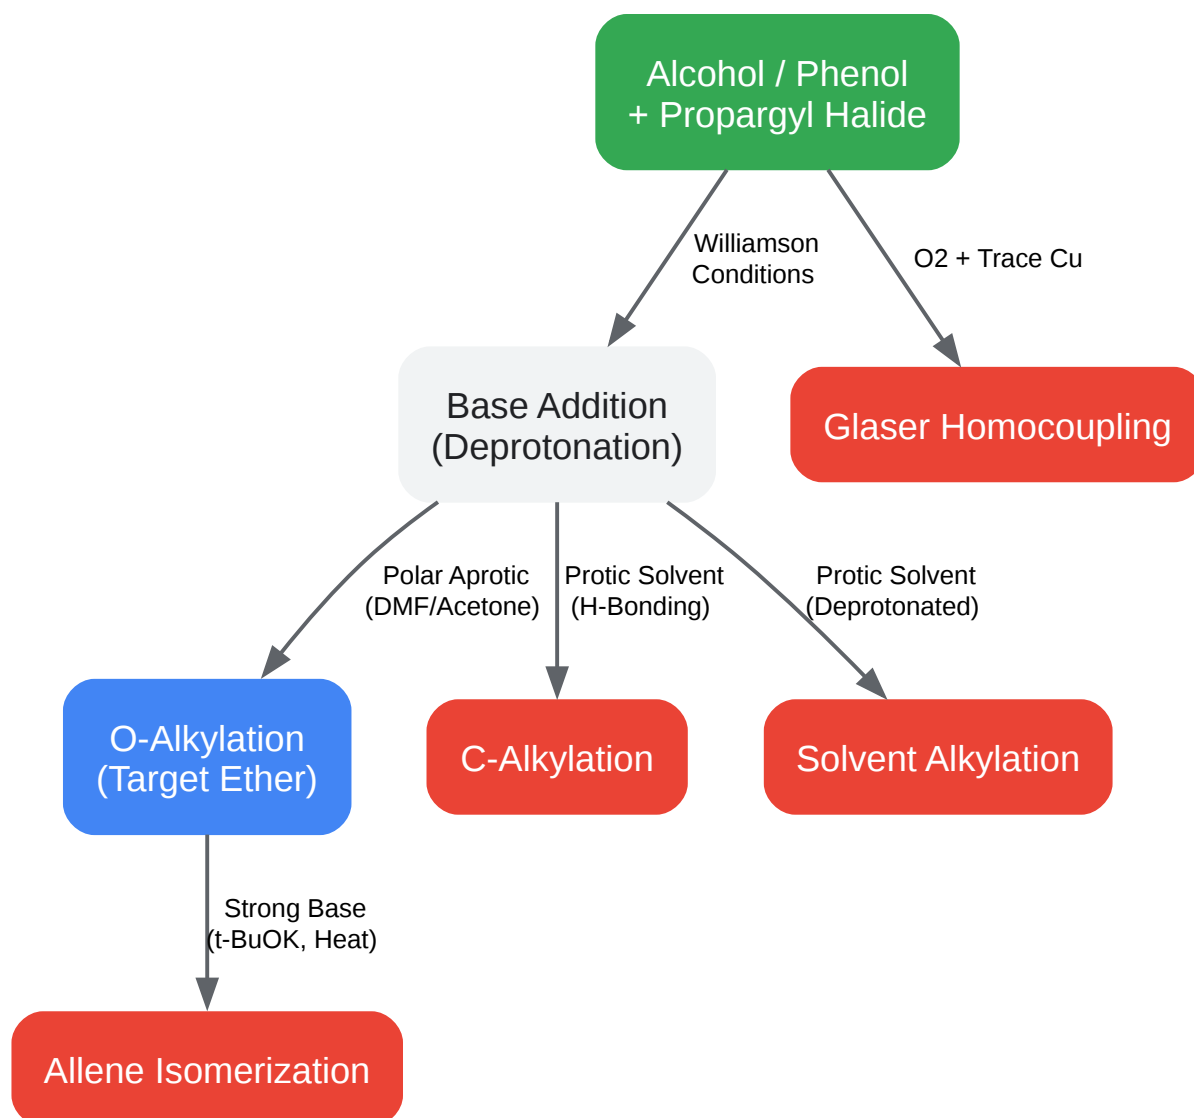 Alcohol / Phenol
+ Propargyl Halide
Williamson
Conditions
O2 + Trace Cu
Base Addition
(Deprotonation)
Glaser Homocoupling
Polar Aprotic
(DMF/Acetone)
Protic Solvent
(H-Bonding)
Protic Solvent
(Deprotonated)
O-Alkylation
(Target Ether)
C-Alkylation
Solvent Alkylation
Strong Base
(t-BuOK, Heat)
Allene Isomerization